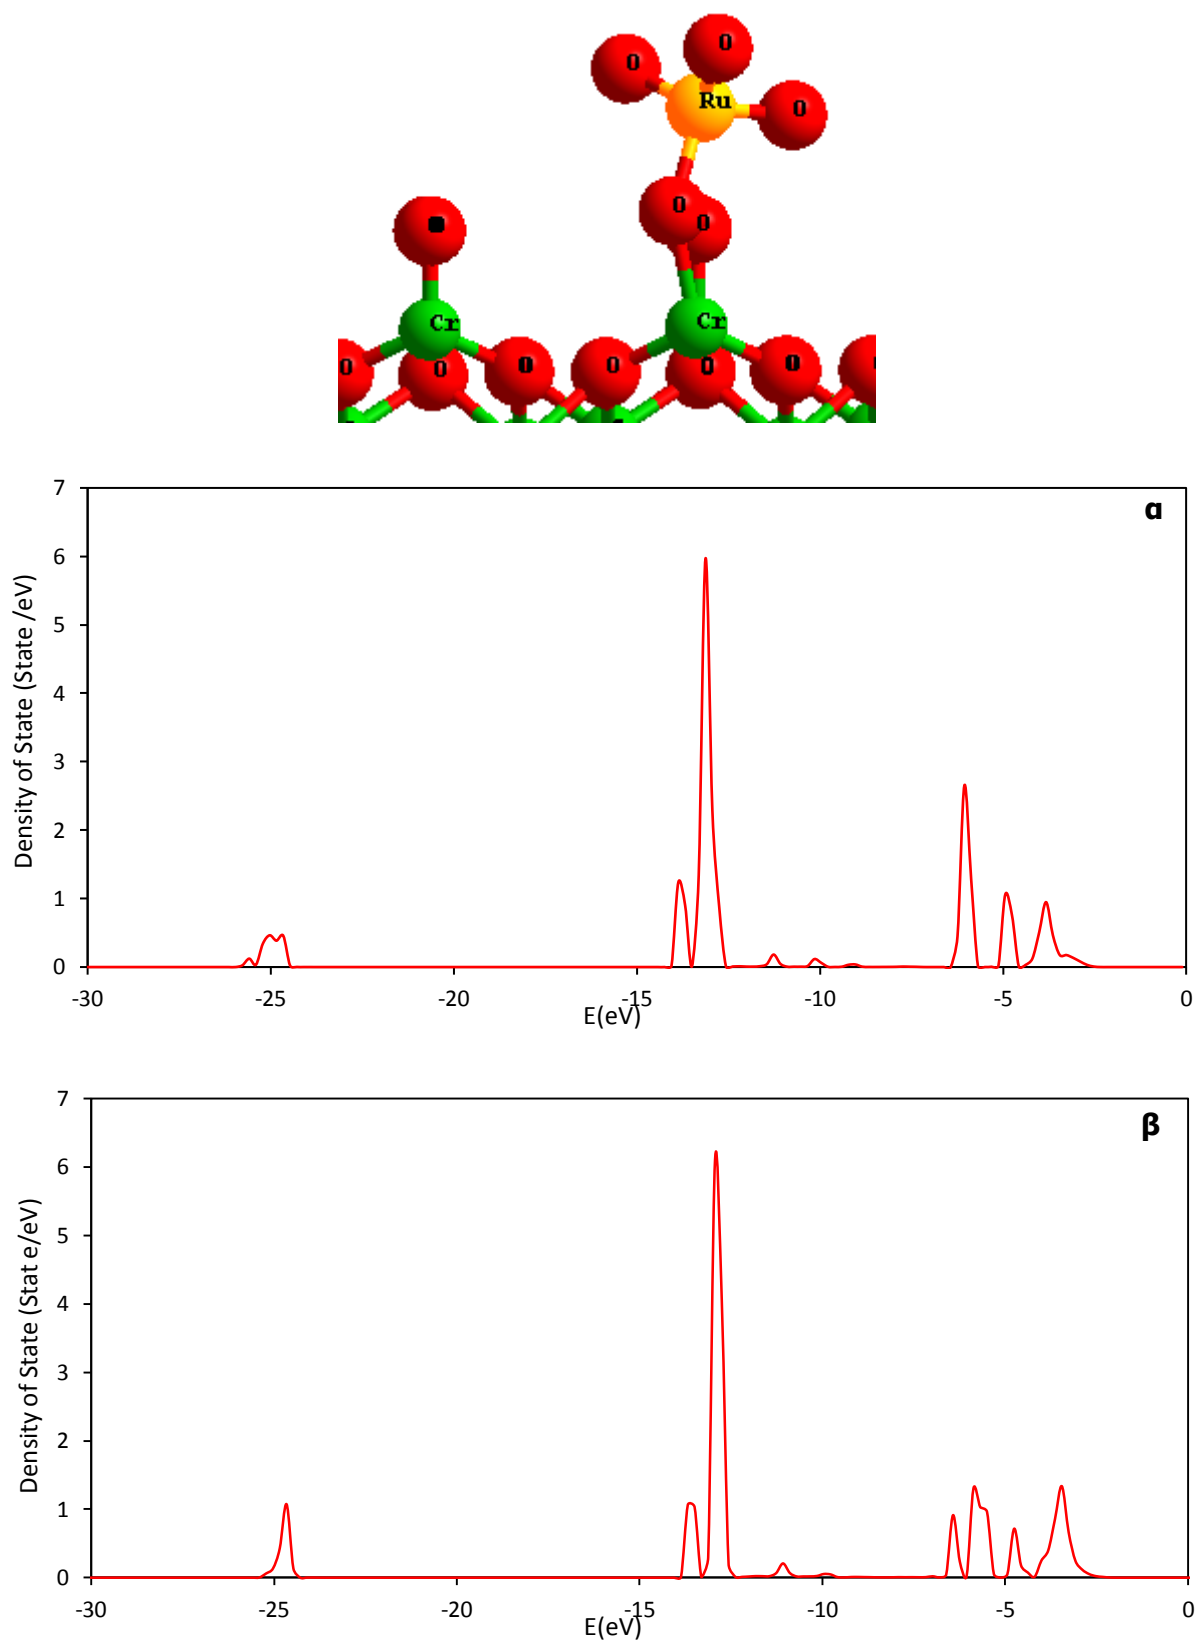 O
O
Ru
O
O
O
Cr
Cr
O
O
O
O
O
O
α
7
6
5
4
3
2
1
0
Density of State (State /eV)
-30
-25
-20
-15
-10
-5
0
E(eV)
β
7
6
5
4
3
2
1
0
Density of State (Stat e/eV)
-30
-25
-20
-15
-10
-5
0
E(eV)